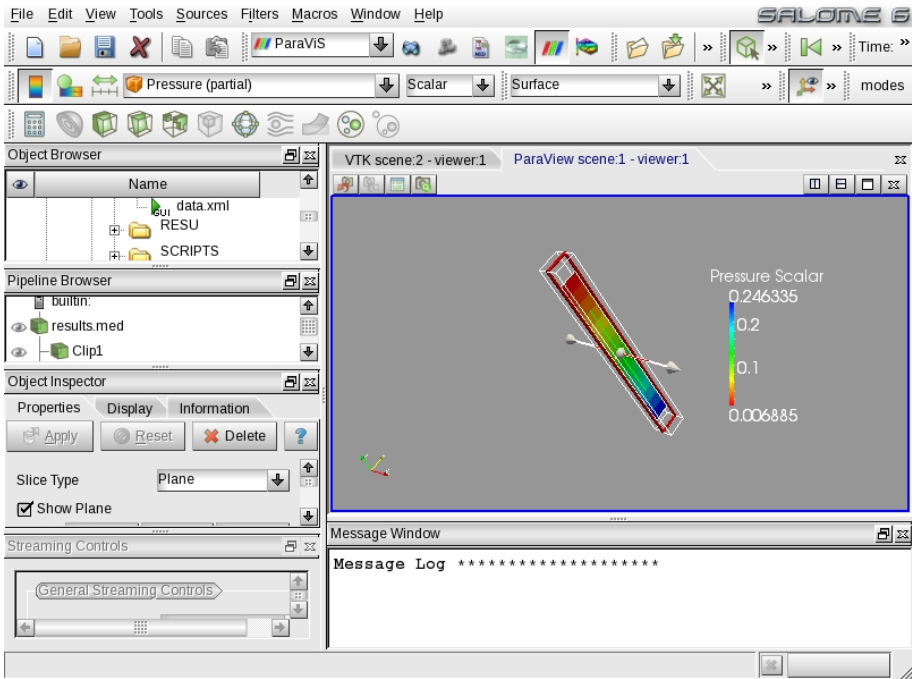 File Edit View Tools Sources Filters Macros Window Help
SALOME 6
ParaViS
»
»
»
Time: »
Pressure (partial)
Scalar
Surface
»
»
modes
Object Browser
Name
data.xml
GUI
RESU
SCRIPTS
Pipeline Browser
builtin:
results.med
Clip1
Object Inspector
Properties Display Information
Apply Reset Delete ?
Slice Type Plane
Show Plane
Streaming Controls
General Streaming Controls
VTK scene:2 - viewer:1 ParaView scene:1 - viewer:1
Pressure Scalar
0.246335
0.2
0.1
0.006885
Message Window
Message Log ********************